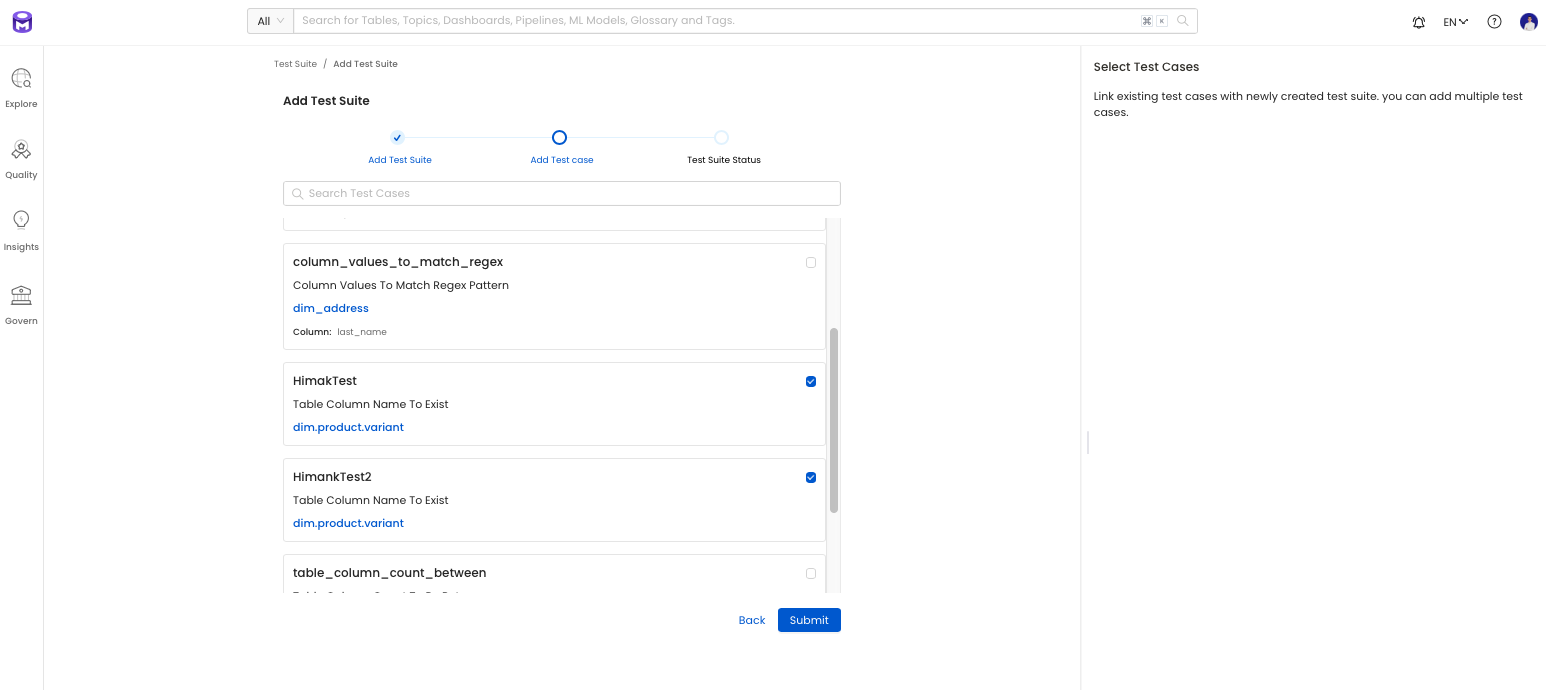 All
Search for Tables, Topics, Dashboards, Pipelines, ML Models, Glossary and Tags.
⌘ K
EN
Explore
Quality
Insights
Govern
Test Suite / Add Test Suite
Add Test Suite
Add Test Suite
Add Test case
Test Suite Status
Search Test Cases
column_values_to_match_regex
Column Values To Match Regex Pattern
dim_address
Column: last_name
HimakTest
Table Column Name To Exist
dim.product.variant
HimankTest2
Table Column Name To Exist
dim.product.variant
table_column_count_between
Back
Submit
Select Test Cases
Link existing test cases with newly created test suite. you can add multiple test
cases.